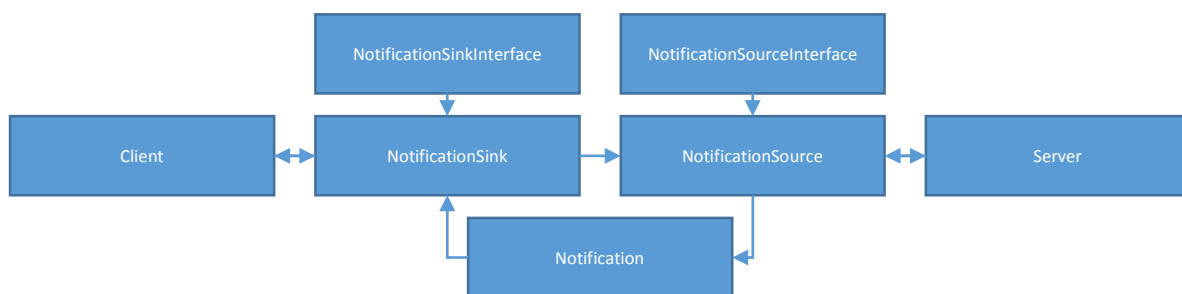 NotificationSinkInterface
NotificationSourceInterface
Client
NotificationSink
NotificationSource
Server
Notification